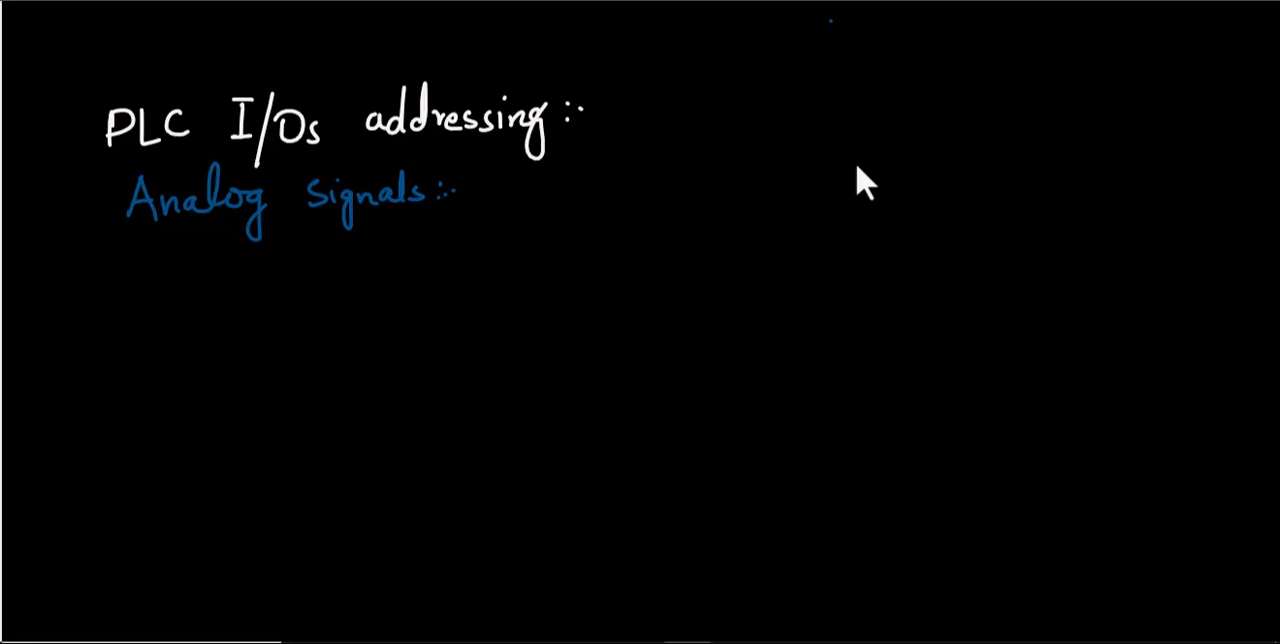 PLC I/Os addressing :-
Analog signals :-